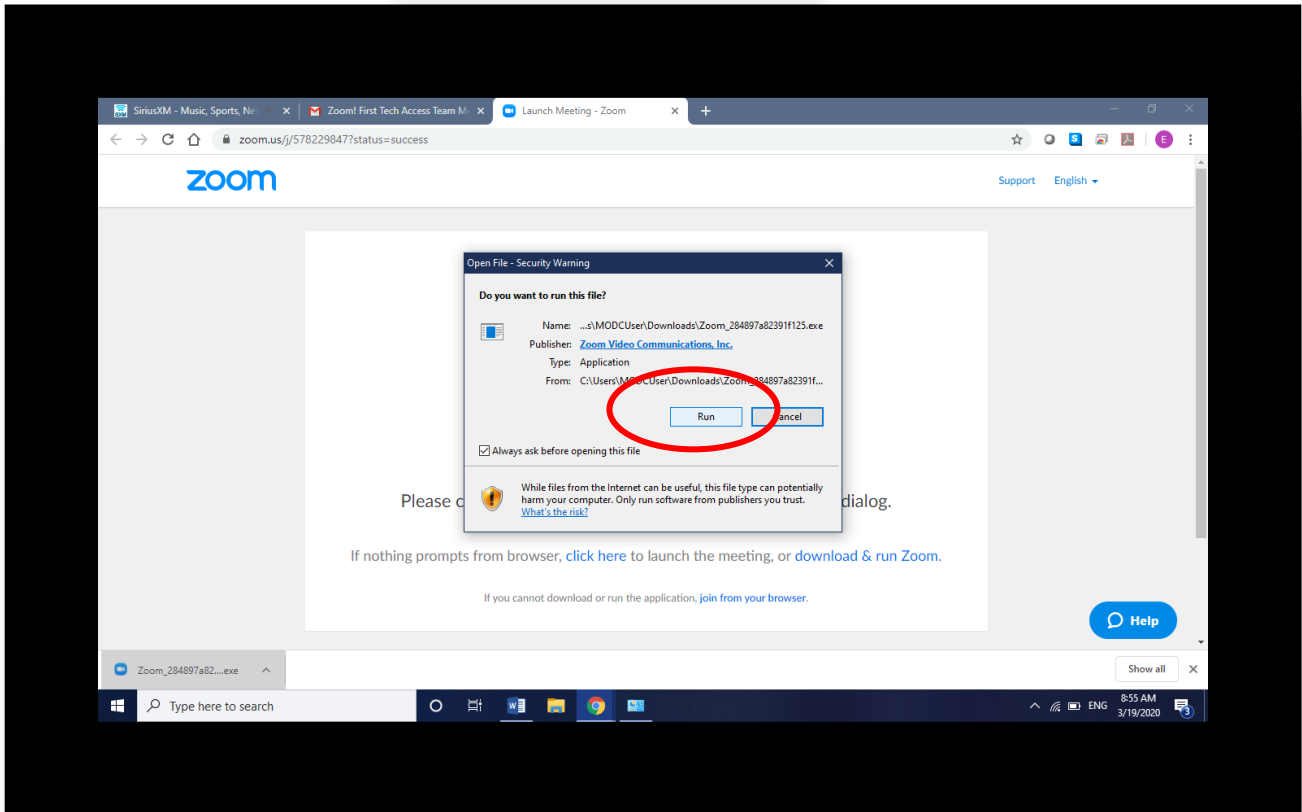 SiriusXM - Music, Sports, Ne
Zoom! First Tech Access Team M
Launch Meeting - Zoom
zoom.us/j/578229847?status=success
E
zoom
Support English
Open File - Security Warning
Do you want to run this file?
Name: ...s\MODCUser\Downloads\Zoom_284897a82391f125.exe
Publisher: Zoom Video Communications, Inc.
Type: Application
From: C:\Users\MODCUser\Downloads\Zoom_284897a82391f...
Run
Always ask before opening this file
While files from the Internet can be useful, this file type can potentially
harm your computer. Only run software from publishers you trust.
What's the risk?
Please
dialog.
If nothing prompts from browser, click here to launch the meeting, or download & run Zoom.
If you cannot download or run the application, join from your browser.
Help
Zoom_284897a82....exe
Show all
Type here to search
ENG
8:55 AM
3/19/2020
3